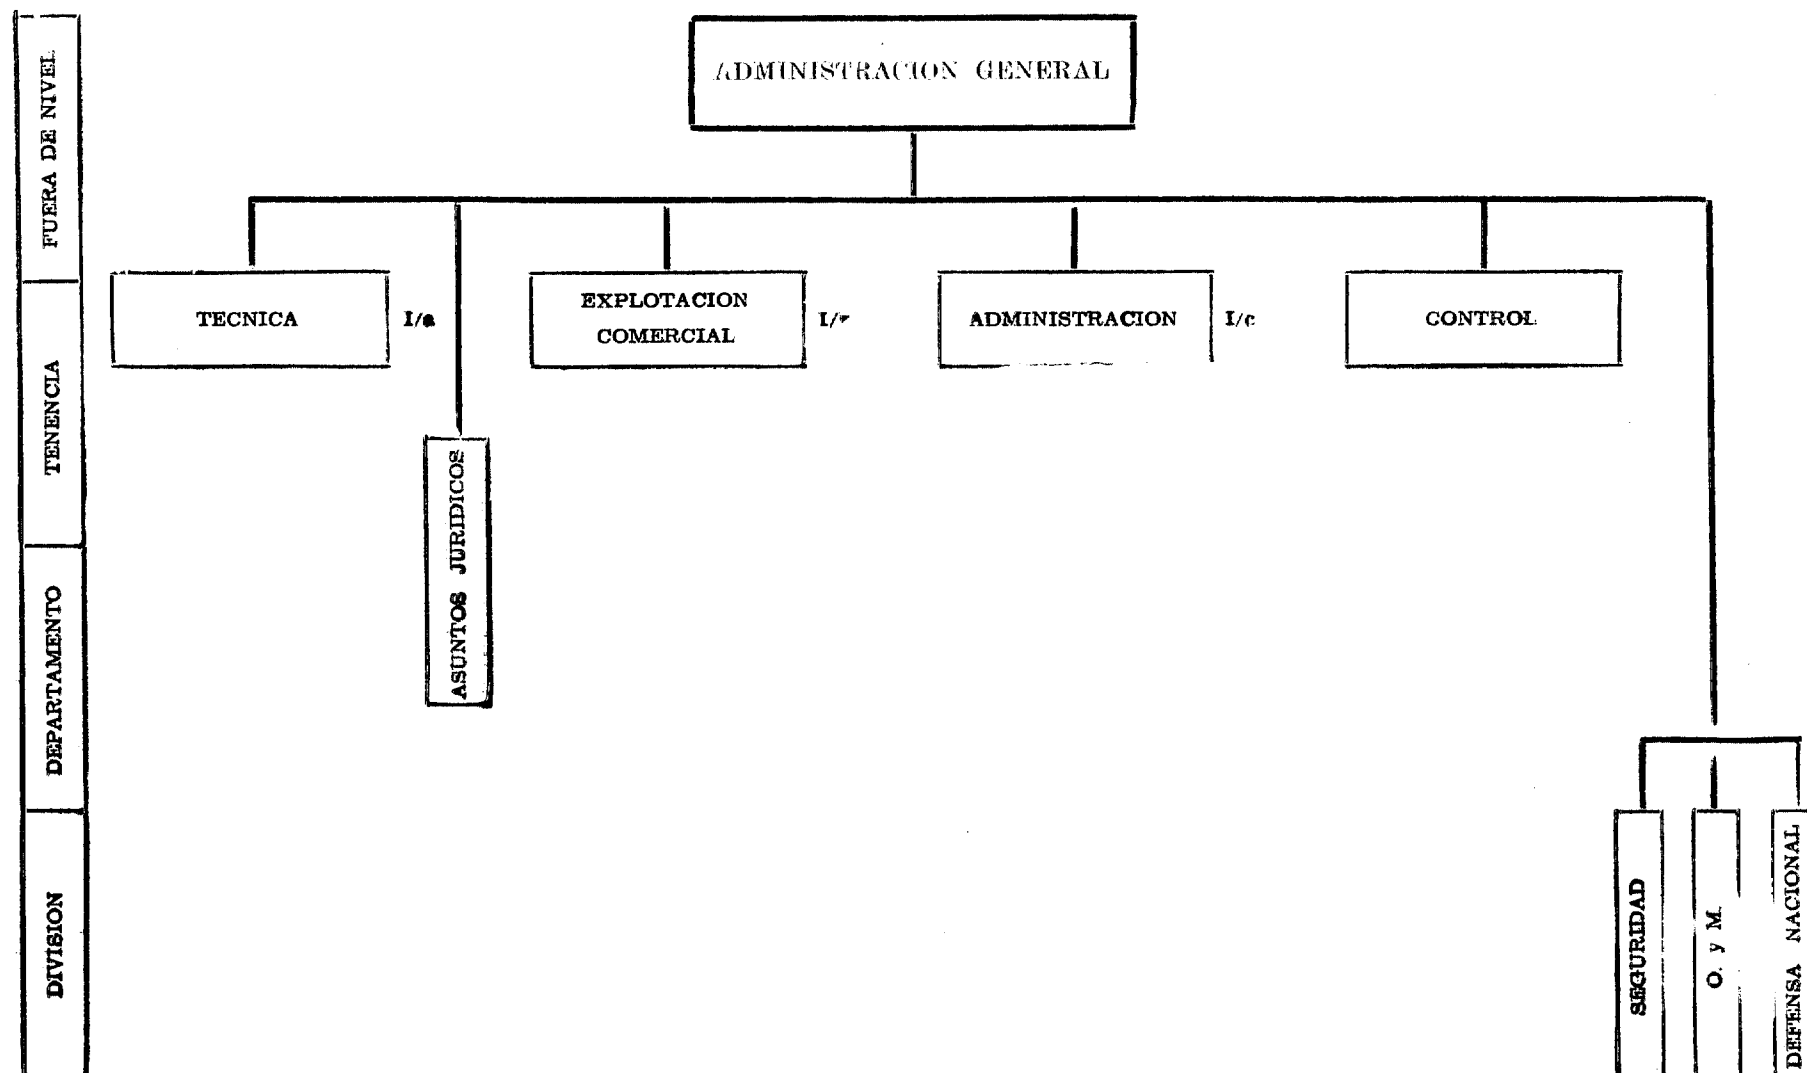 ADMINISTRACION GENERAL
FUERA DE NIVEL
TENENCIA
DEPARTAMENTO
DIVISION
TECNICA
I/a
EXPLOTACION
COMERCIAL
ADMINISTRACION
I/c
CONTROL
ASUNTOS JURIDICOS
SEGURIDAD
O. y M.
DEFENSA NACIONAL